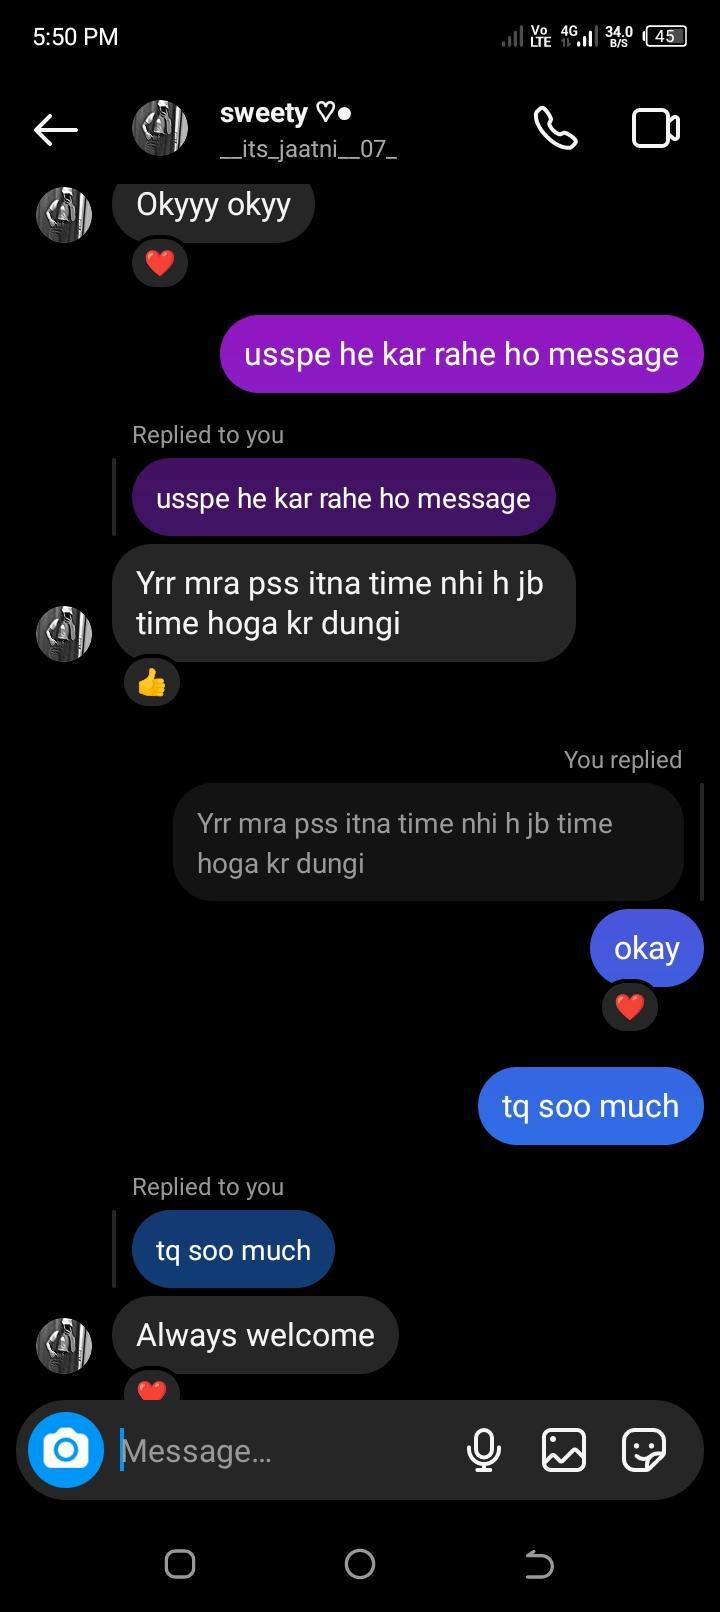 5:50 PM
Vo LTE 4G 34.0 B/S 45
sweety ♡●
__its_jaatni__07_
Okyyy okyy
❤️
usspe he kar rahe ho message
Replied to you
usspe he kar rahe ho message
Yrr mra pss itna time nhi h jb
time hoga kr dungi
👍
You replied
Yrr mra pss itna time nhi h jb time
hoga kr dungi
okay
❤️
tq soo much
Replied to you
tq soo much
Always welcome
❤️
Message...